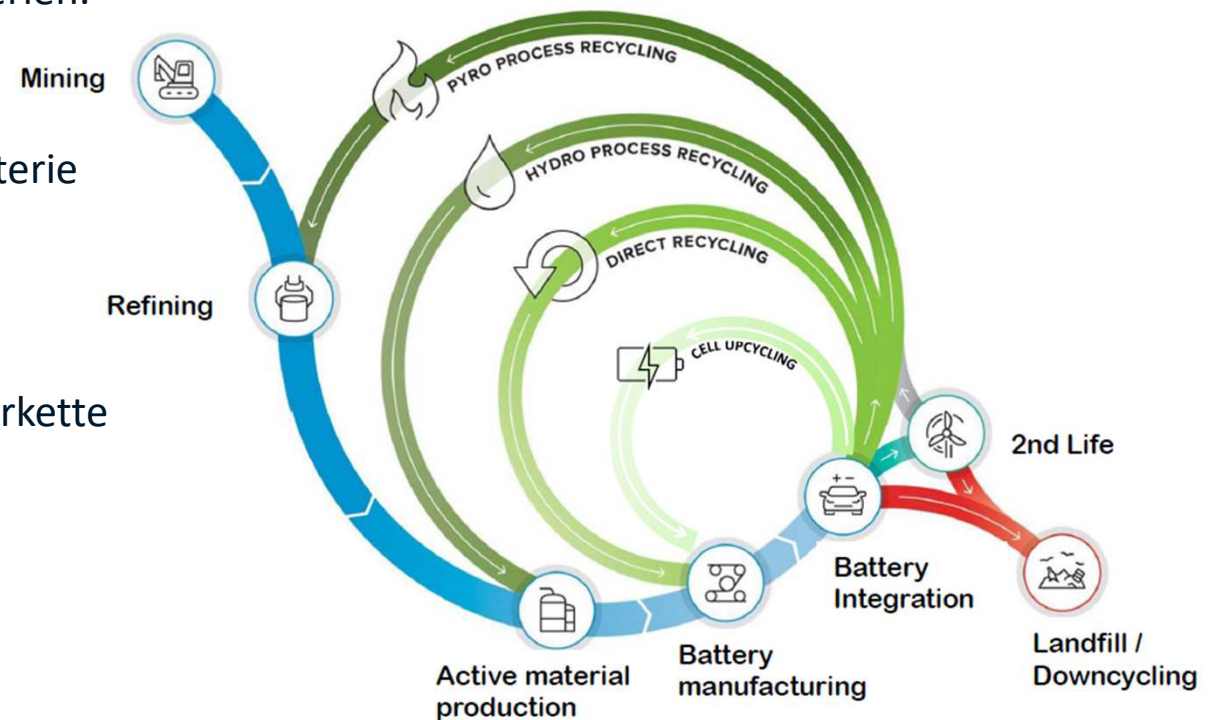 Mining
PYRO PROCESS RECYCLING
HYDRO PROCESS RECYCLING
terie
DIRECT RECYCLING
Refining
CELL UPCYCLING
rkette
2nd Life
+ -
Battery
Integration
Landfill /
Downcycling
Battery
manufacturing
Active material
production